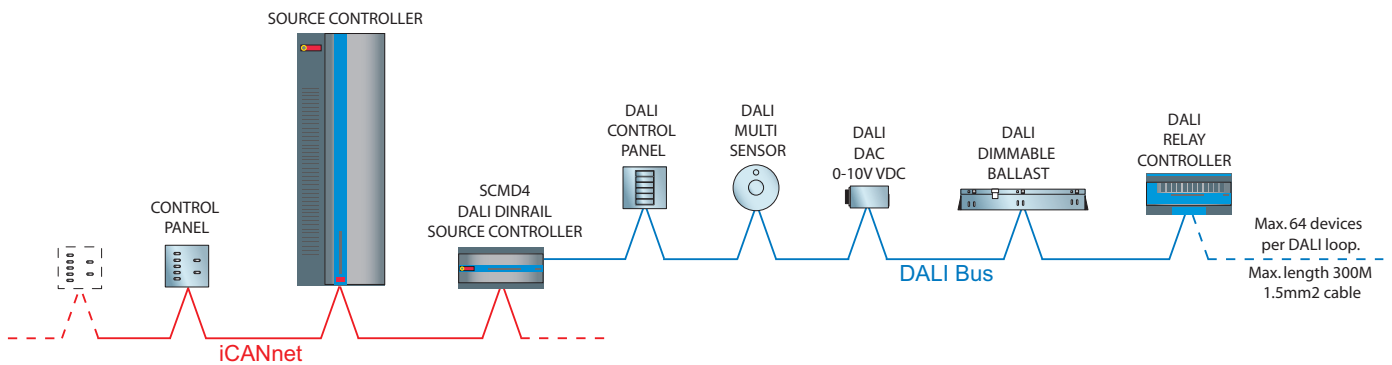 SOURCE CONTROLLER
CONTROL
PANEL
SCMD4
DALI DINRAIL
SOURCE CONTROLLER
DALI
CONTROL
PANEL
DALI
MULTI
SENSOR
DALI
DAC
0-10V VDC
DALI
DIMMABLE
BALLAST
DALI
RELAY
CONTROLLER
Max. 64 devices
per DALI loop.
Max. length 300M
1.5mm2 cable
DALI Bus
iCANnet